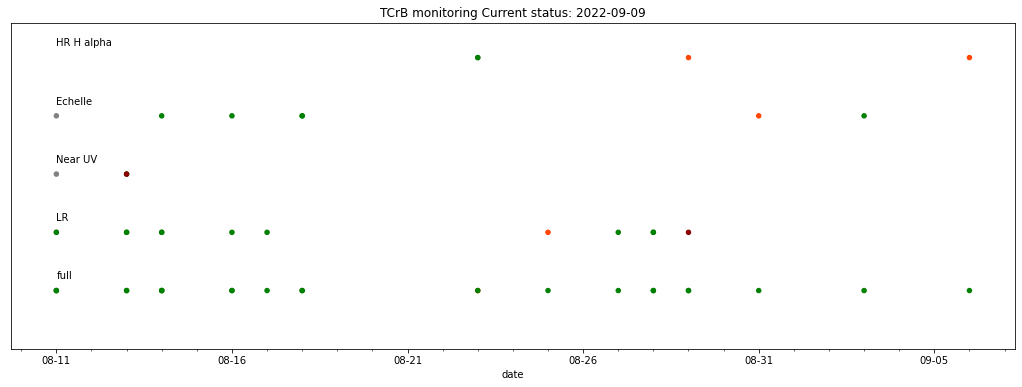 TCrB monitoring Current status: 2022-09-09
HR H alpha
Echelle
Near UV
LR
full
08-11 08-16 08-21 08-26 08-31 09-05
date